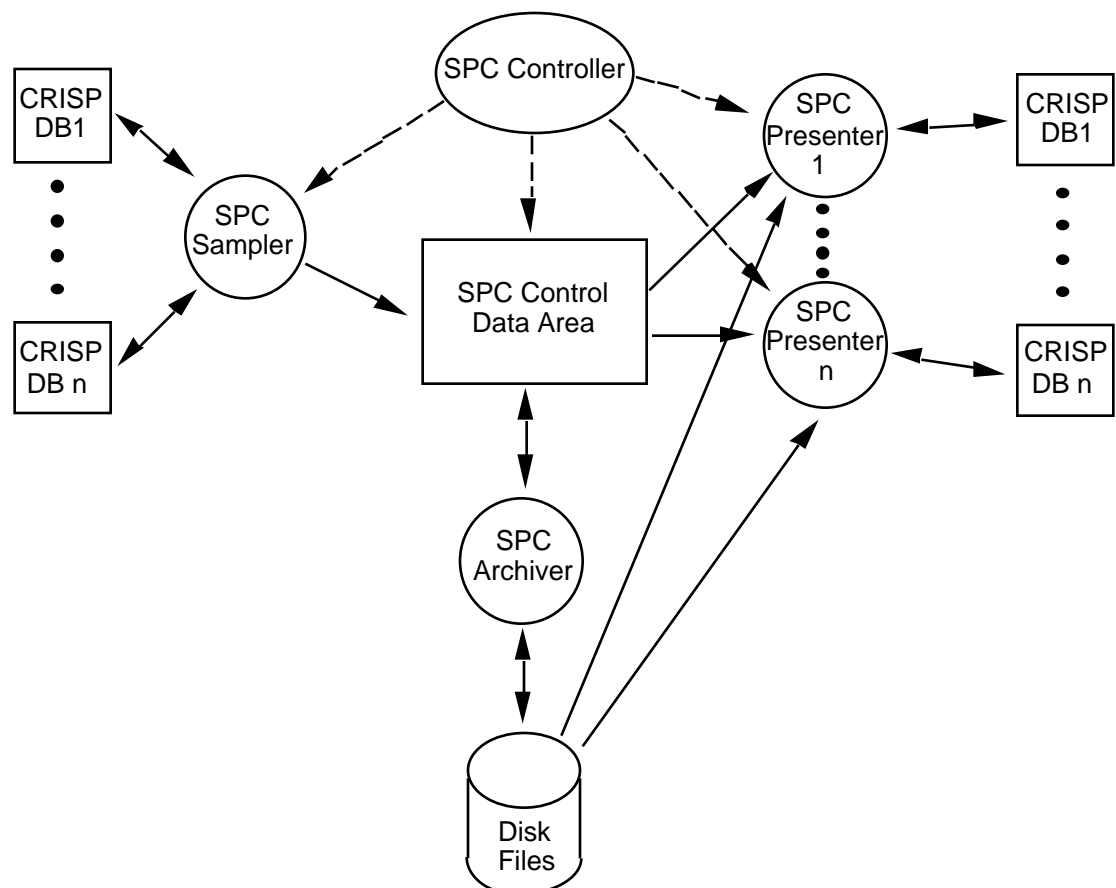 SPC Controller
CRISP
DB1
SPC
Presenter
1
CRISP
DB1
SPC
Sampler
SPC Control
Data Area
SPC
Presenter
n
CRISP
DB n
CRISP
DB n
SPC
Archiver
Disk
Files